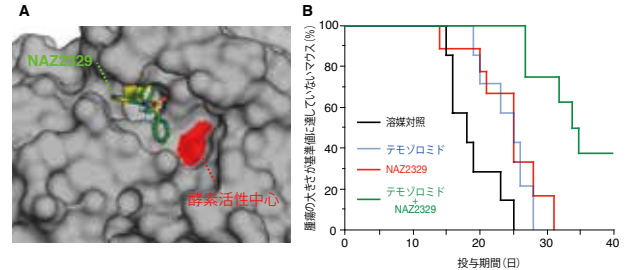 A
NAZ2329
酵素活性中心
B
腫瘍の大きさが基準値に達していないマウス(%)
100
80
60
40
20
0
溶媒対照
テモゾロミド
NAZ2329
テモゾロミド
+
NAZ2329
0
10
20
30
40
投与期間(日)